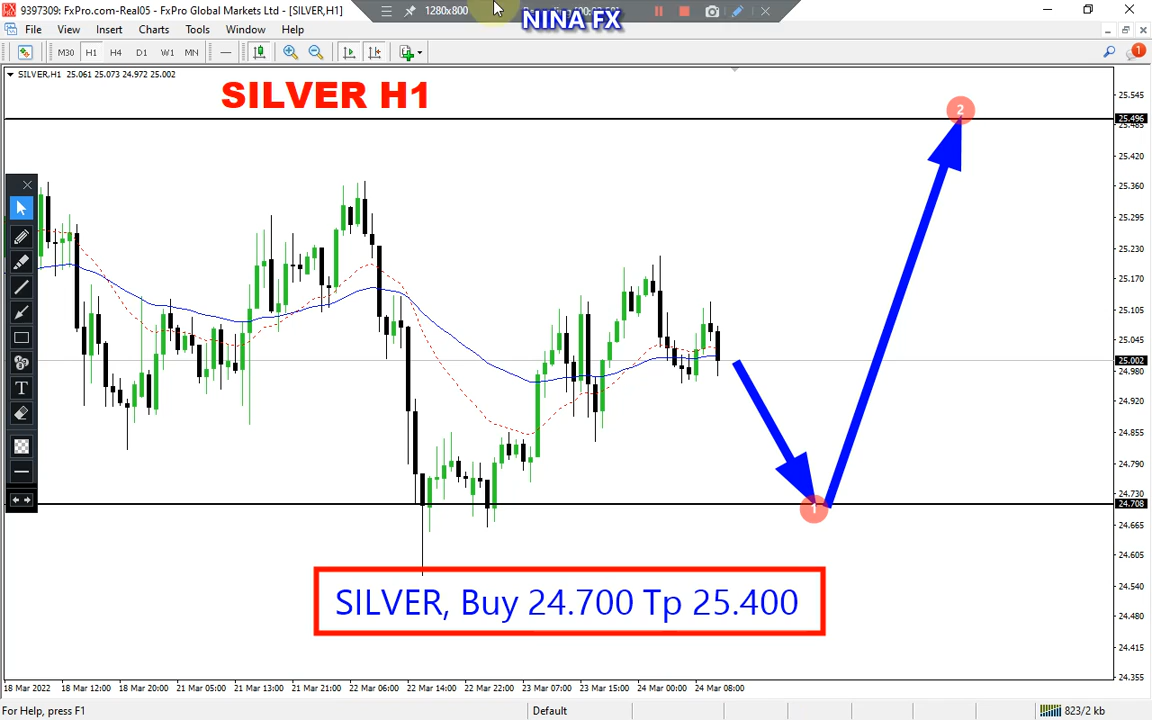 9397309: FxPro.com-Real05 - FxPro Global Markets Ltd - [SILVER,H1]
1280x800
NINA FX
File View Insert Charts Tools Window Help
1
M30 H1 H4 D1 W1 MN
SILVER,H1 25.061 25.073 24.972 25.002
SILVER H1
2
25.545
25.496
25.485
25.420
25.360
25.295
25.230
25.170
25.105
25.045
25.002
24.980
24.920
24.855
24.790
24.730
24.708
24.665
24.605
24.540
24.480
24.415
24.355
T
1
SILVER, Buy 24.700 Tp 25.400
18 Mar 2022 18 Mar 12:00 18 Mar 20:00 21 Mar 05:00 21 Mar 13:00 21 Mar 21:00 22 Mar 06:00 22 Mar 14:00 22 Mar 22:00 23 Mar 07:00 23 Mar 15:00 24 Mar 00:00 24 Mar 08:00
For Help, press F1
Default
823/2 kb